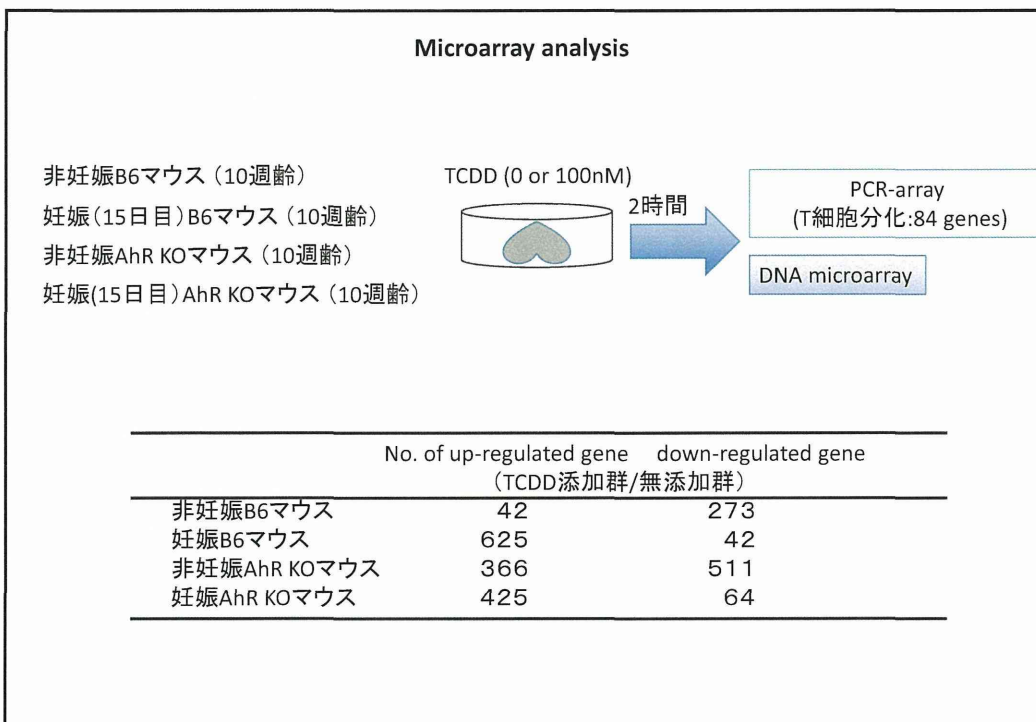 Microarray analysis
非妊娠B6マウス（10週齢）
妊娠（15日目）B6マウス（10週齢）
非妊娠AhR KOマウス（10週齢）
妊娠(15日目）AHR KOマウス（10週齢）
TCDD (0 or 100nM)
2時間
PCR-array
(T細胞分化:84 genes)
DNA microarray
No. of up-regulated gene down-regulated gene
（TCDD添加群/無添加群）
非妊娠B6マウス 42 273
妊娠B6マウス 625 42
非妊娠AhR KOマウス 366 511
妊娠AhR KOマウス 425 64